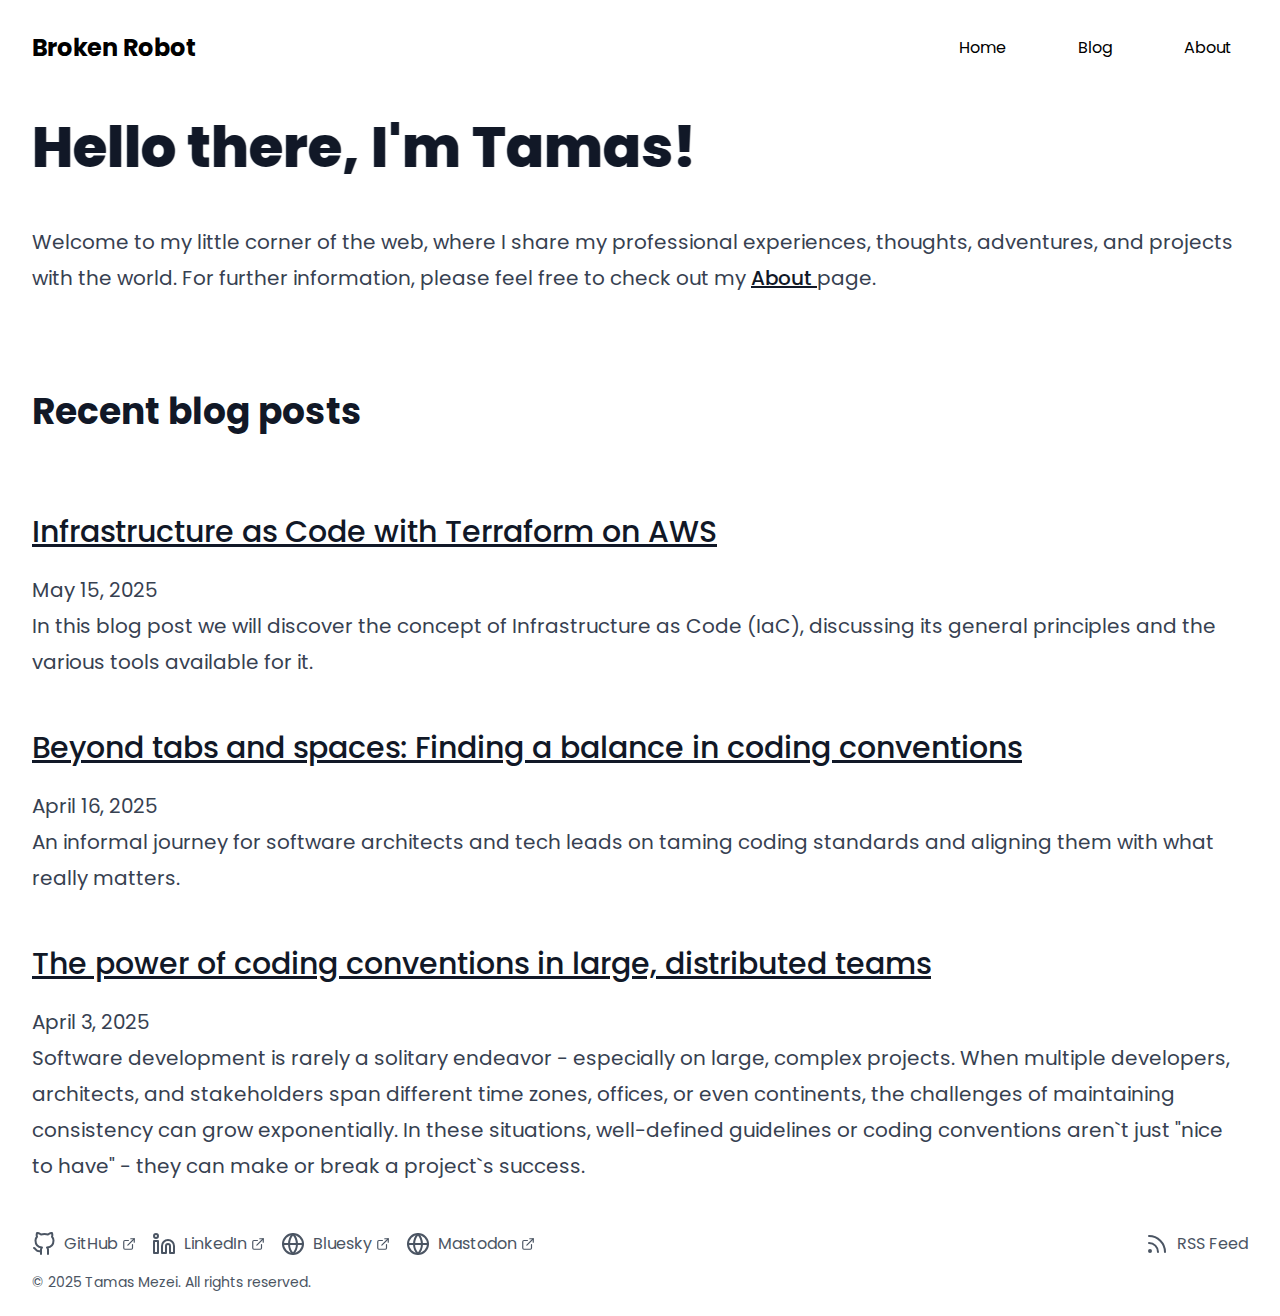 Broken Robot
Home
Blog
About
Hello there, I'm Tamas!
Welcome to my little corner of the web, where I share my professional experiences, thoughts, adventures, and projects
with the world. For further information, please feel free to check out my About page.
Recent blog posts
Infrastructure as Code with Terraform on AWS
May 15, 2025
In this blog post we will discover the concept of Infrastructure as Code (IaC), discussing its general principles and the
various tools available for it.
Beyond tabs and spaces: Finding a balance in coding conventions
April 16, 2025
An informal journey for software architects and tech leads on taming coding standards and aligning them with what
really matters.
The power of coding conventions in large, distributed teams
April 3, 2025
Software development is rarely a solitary endeavor - especially on large, complex projects. When multiple developers,
architects, and stakeholders span different time zones, offices, or even continents, the challenges of maintaining
consistency can grow exponentially. In these situations, well-defined guidelines or coding conventions aren`t just "nice
to have" - they can make or break a project`s success.
GitHub
LinkedIn
Bluesky
Mastodon
RSS Feed
© 2025 Tamas Mezei. All rights reserved.